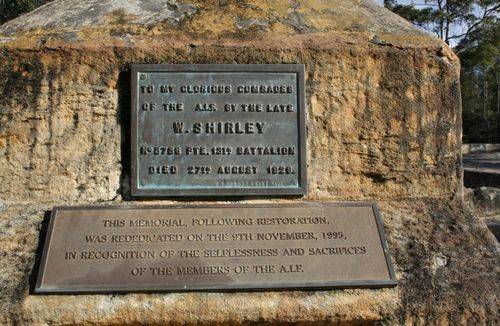 TO MY GLORIOUS COMRADES
OF THE A.I.F. BY THE LATE
W. SHIRLEY
No 5756 PTE. 13TH BATTALION
DIED 27TH AUGUST 1929.
THIS MEMORIAL, FOLLOWING RESTORATION,
WAS REDEDICATED ON THE 9TH NOVEMBER, 1995,
IN RECOGNITION OF THE SELFLESSNESS AND SACRIFICES
OF THE MEMBERS OF THE A.I.F.